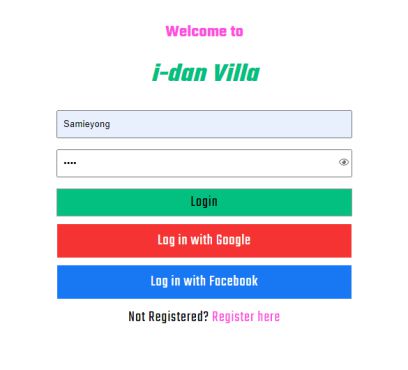 Welcome to
i-dan Villa
Samieyong
••••
Login
Log in with Google
Log in with Facebook
Not Registered? Register here